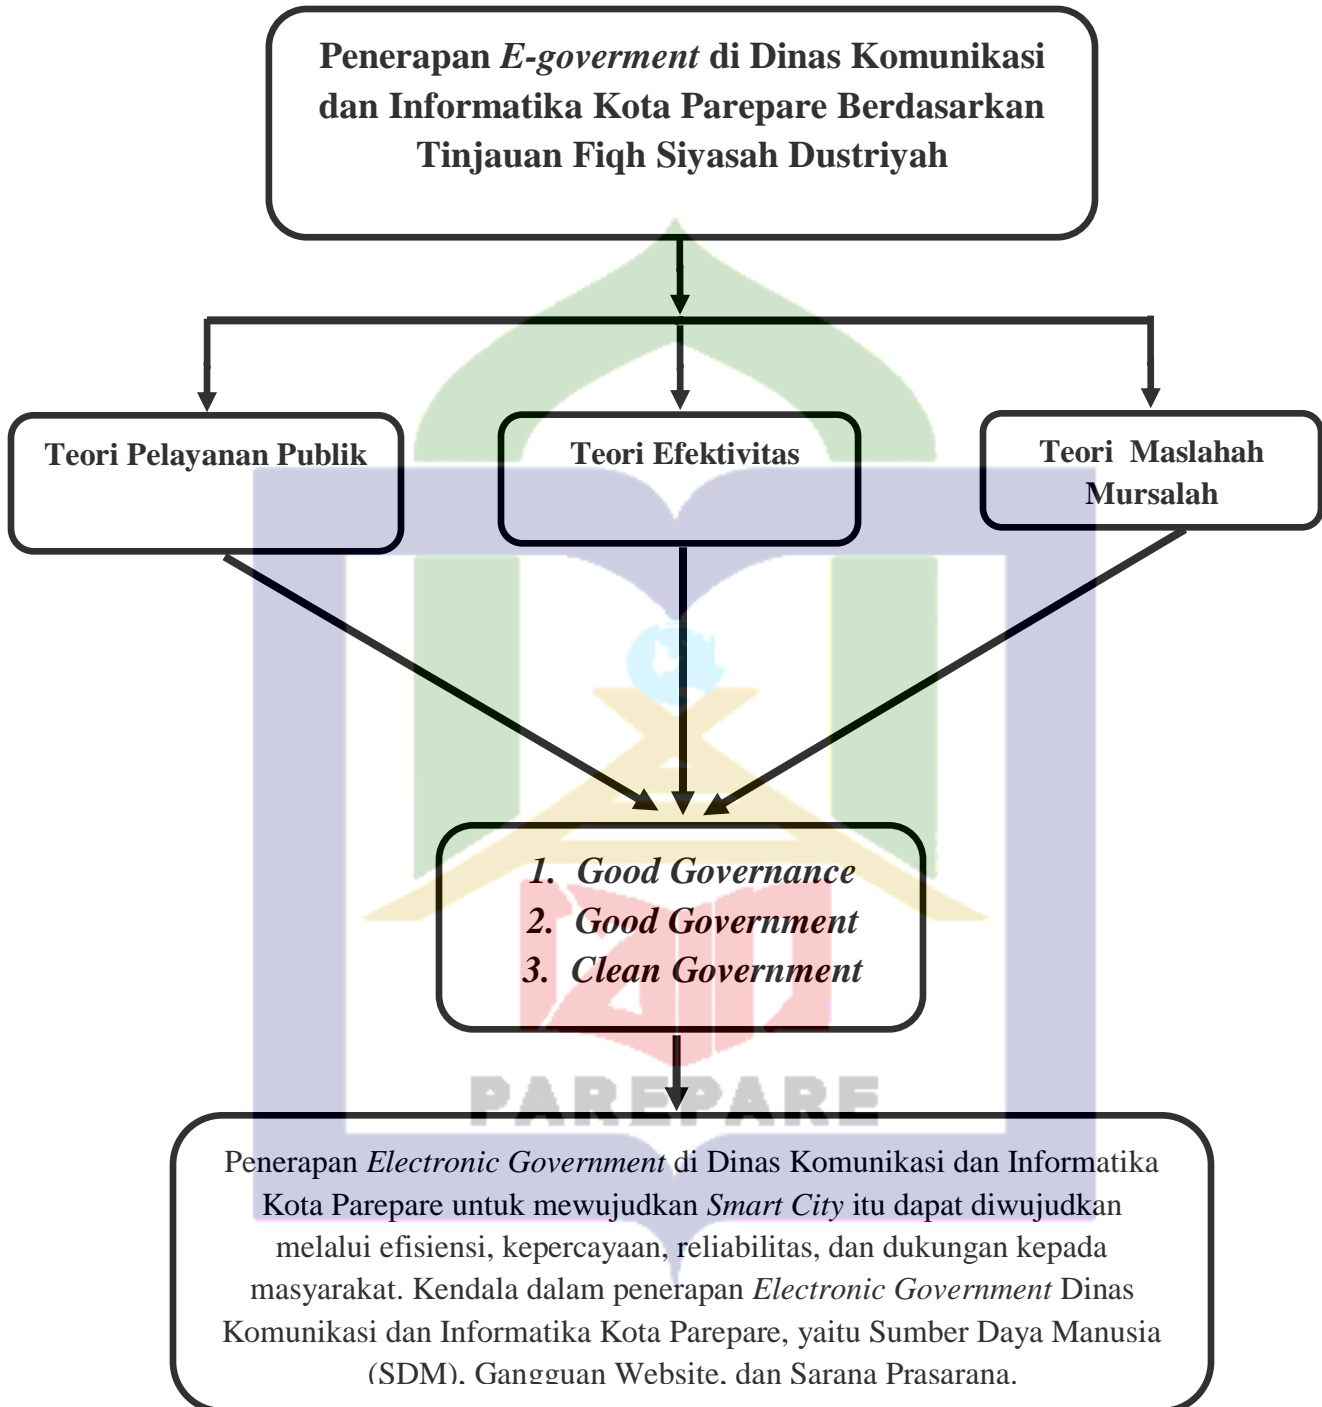 Penerapan E-goverment di Dinas Komunikasi
dan Informatika Kota Parepare Berdasarkan
Tinjauan Fiqh Siyasah Dustriyah
Teori Pelayanan Publik
Teori Efektivitas
Teori Maslahah
Mursalah
1. Good Governance
2. Good Government
3. Clean Government
iain
PAREPARE
Penerapan Electronic Government di Dinas Komunikasi dan Informatika
Kota Parepare untuk mewujudkan Smart City itu dapat diwujudkan
melalui efisiensi, kepercayaan, reliabilitas, dan dukungan kepada
masyarakat. Kendala dalam penerapan Electronic Government Dinas
Komunikasi dan Informatika Kota Parepare, yaitu Sumber Daya Manusia
(SDM), Gangguan Website, dan Sarana Prasarana.